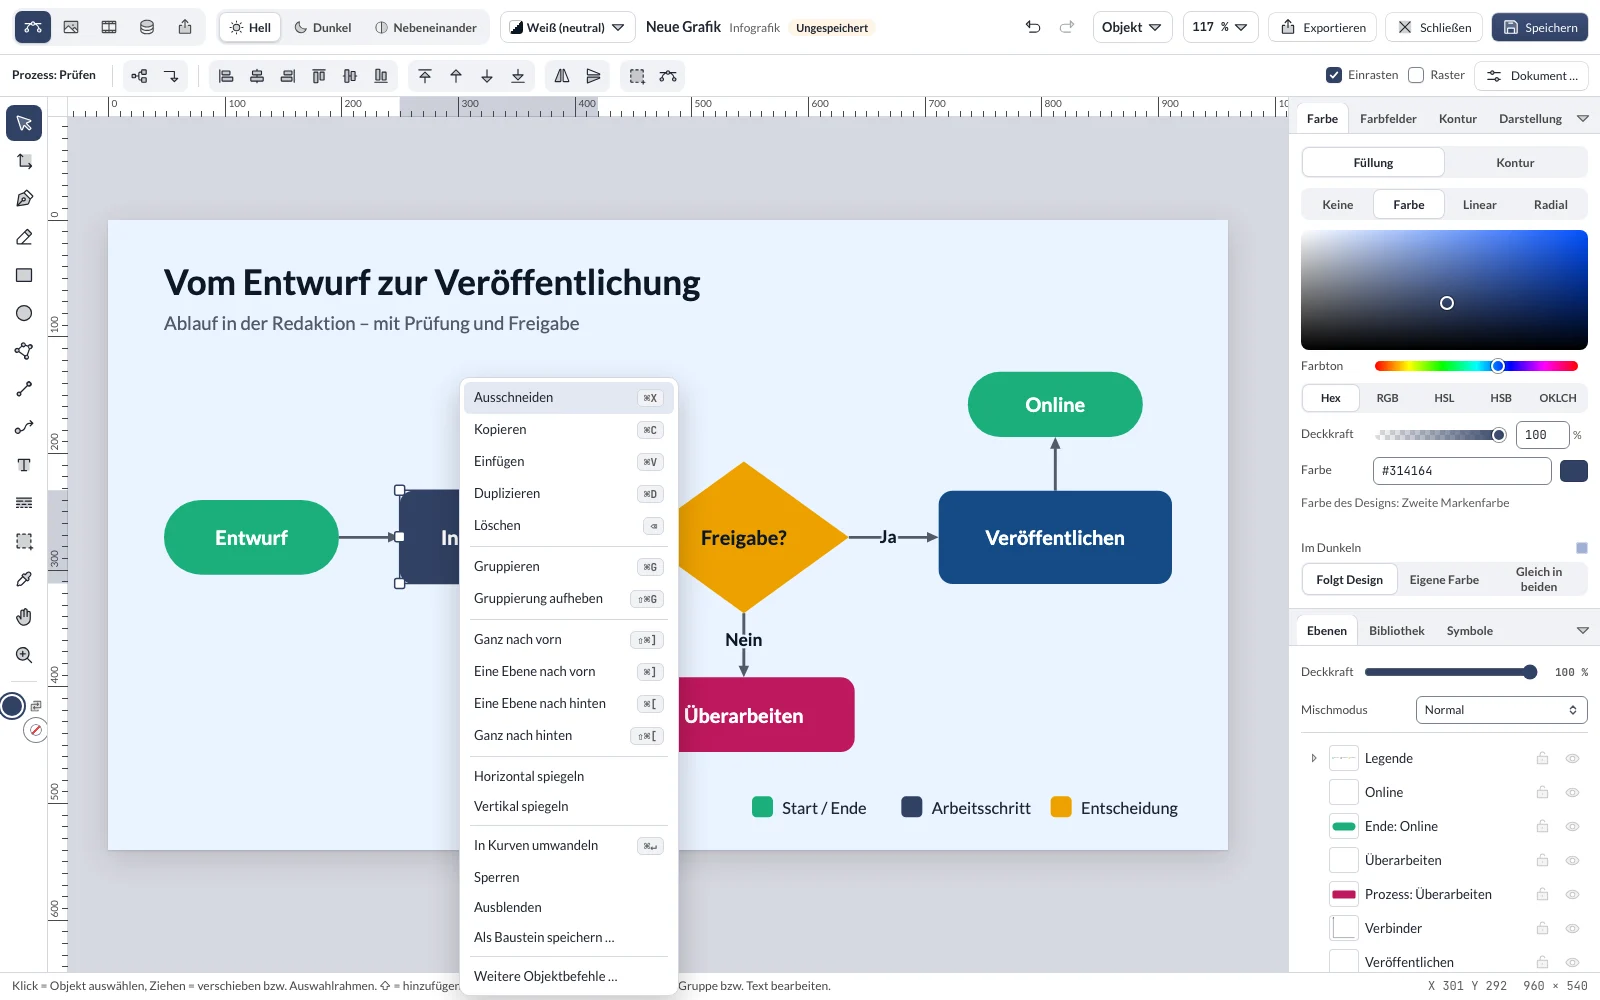 Hell
Dunkel
Nebeneinander
Weiß (neutral)
Neue Grafik
Infografik
Ungespeichert
Objekt
117 %
Exportieren
Schließen
Speichern
Prozess: Prüfen
Einrasten
Raster
Dokument ...
0 100 200 300 400 500 600 700 800 900
0 100 200 300 400 500 600
Vom Entwurf zur Veröffentlichung
Ablauf in der Redaktion – mit Prüfung und Freigabe
Entwurf
In
Freigabe?
Ja
Nein
Veröffentlichen
Online
Überarbeiten
Start / Ende
Arbeitsschritt
Entscheidung
Ausschneiden ⌘X
Kopieren ⌘C
Einfügen ⌘V
Duplizieren ⌘D
Löschen ⌫
Gruppieren ⌘G
Gruppierung aufheben ⇧⌘G
Ganz nach vorn ⇧⌘]
Eine Ebene nach vorn ⌘]
Eine Ebene nach hinten ⌘[
Ganz nach hinten ⇧⌘[
Horizontal spiegeln
Vertikal spiegeln
In Kurven umwandeln ⌘↵
Sperren
Ausblenden
Als Baustein speichern ...
Weitere Objektbefehle ...
Farbe Farbfelder Kontur Darstellung
Füllung Kontur
Keine Farbe Linear Radial
Farbton
Hex RGB HSL HSB OKLCH
Deckkraft 100 %
Farbe #314164
Farbe des Designs: Zweite Markenfarbe
Im Dunkeln
Folgt Design Eigene Farbe Gleich in
beiden
Ebenen Bibliothek Symbole
Deckkraft 100 %
Mischmodus Normal
Legende
Online
Ende: Online
Überarbeiten
Prozess: Überarbeiten
Verbinder
Veröffentlichen
Klick = Objekt auswählen, Ziehen = verschieben bzw. Auswahlrahmen. ⇧ = hinzufügen
Gruppe bzw. Text bearbeiten.
X 301 Y 292 960 × 540